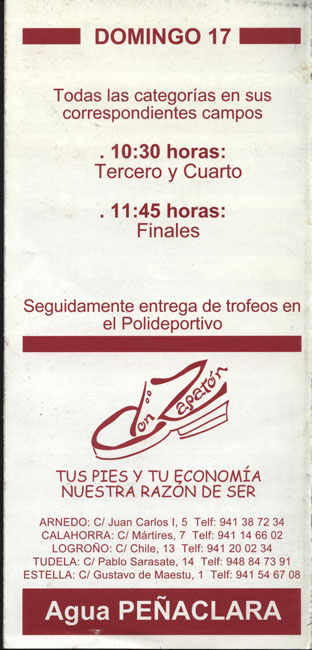 DOMINGO 17
Todas las categorías en sus
correspondientes campos
. 10:30 horas:
Tercero y Cuarto
. 11:45 horas:
Finales
Seguidamente entrega de trofeos en
el Polideportivo
Don Zapatón
TUS PIES Y TU ECONOMÍA
NUESTRA RAZÓN DE SER
ARNEDO: C/ Juan Carlos I, 5 Telf: 941 38 72 34
CALAHORRA: C/ Mártires, 7 Telf: 941 14 66 02
LOGROÑO: C/ Chile, 13 Telf: 941 20 02 34
TUDELA: C/ Pablo Sarasate, 14 Telf: 948 84 73 91
ESTELLA: C/ Gustavo de Maestu, 1 Telf: 941 54 67 08
Agua PEÑACLARA